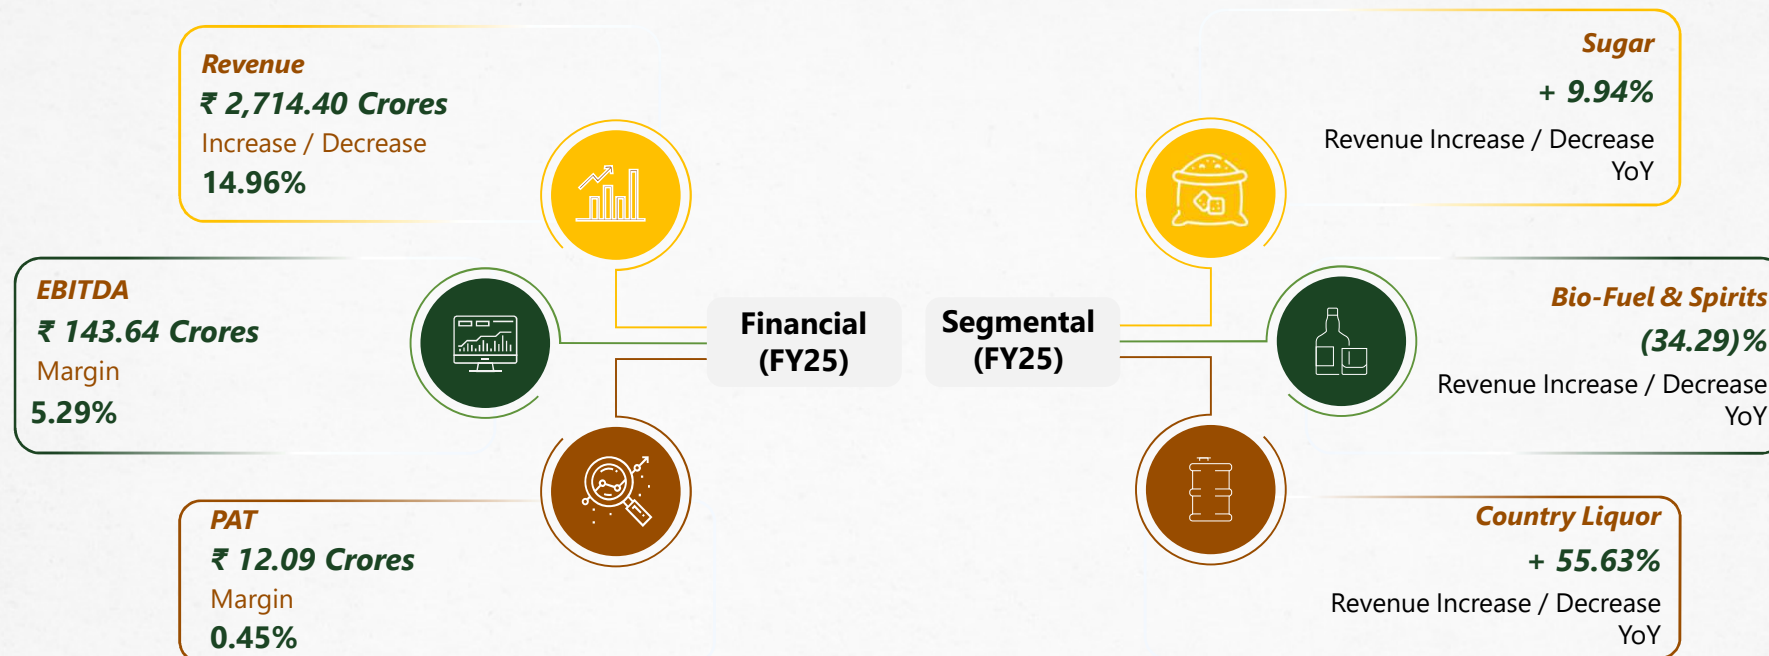 Revenue
₹ 2,714.40 Crores
Increase / Decrease
14.96%
EBITDA
₹ 143.64 Crores
Margin
5.29%
PAT
₹ 12.09 Crores
Margin
0.45%
Financial
(FY25)
Segmental
(FY25)
Sugar
+ 9.94%
Revenue Increase / Decrease
YoY
Bio-Fuel & Spirits
(34.29)%
Revenue Increase / Decrease
YoY
Country Liquor
+ 55.63%
Revenue Increase / Decrease
YoY